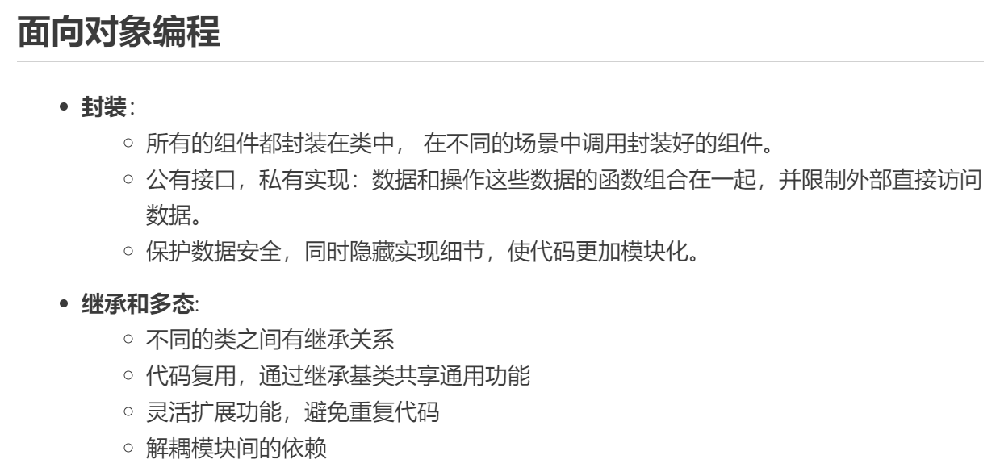 面向对象编程
封装：
所有的组件都封装在类中， 在不同的场景中调用封装好的组件。
公有接口，私有实现：数据和操作这些数据的函数组合在一起，并限制外部直接访问
数据。
保护数据安全，同时隐藏实现细节，使代码更加模块化。
继承和多态:
不同的类之间有继承关系
代码复用，通过继承基类共享通用功能
灵活扩展功能，避免重复代码
解耦模块间的依赖